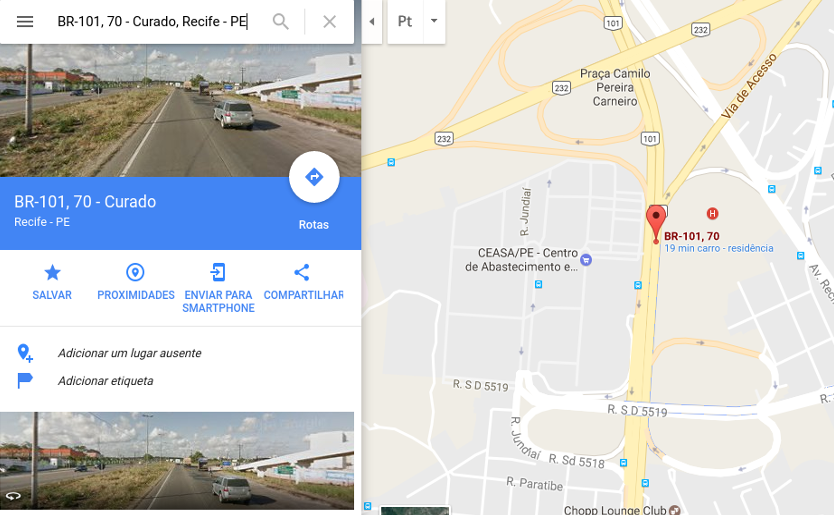 BR-101, 70 - Curado, Recife - PE
BR-101, 70 - Curado
Recife - PE
Rotas
SALVAR
PROXIMIDADES
ENVIAR PARA
SMARTPHONE
COMPARTILHAR
Adicionar um lugar ausente
Adicionar etiqueta
Pt
101
232
Praça Camilo
Pereira
Carneiro
232
Via de Acesso
232
101
R. Jundiaí
H
BR-101, 70
19 min carro - residência
CEASA/PE - Centro
de Abastecimento e...
Av. Reci
R. S D 5519
R. S D 5519
R.
R. Jundiaí
R. Sd 5518
R. Paratibe
Chopp Lounge Club